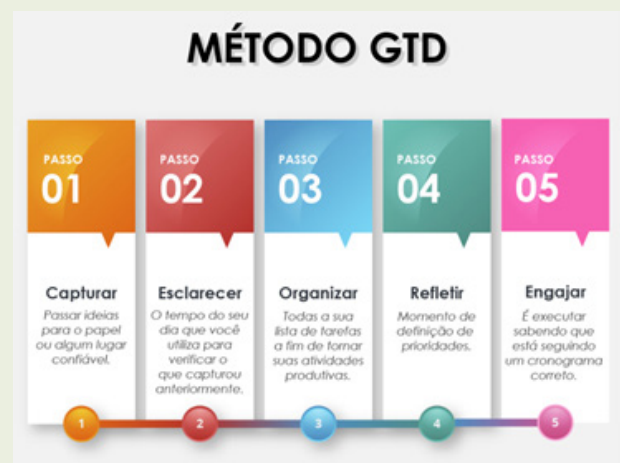 MÉTODO GTD
PASSO
01
Capturar
Passar ideias
para o papel
ou algum lugar
confiável.
PASSO
02
Esclarecer
O tempo do seu
dia que você
utiliza para
verificar o
que capturou
anteriormente.
PASSO
03
Organizar
Todas a sua
lista de tarefas
a fim de tornar
suas atividades
produtivas.
PASSO
04
Refletir
Momento de
definição de
prioridades.
PASSO
05
Engajar
É executar
sabendo que
está seguindo
um cronograma
correto.
1
2
3
4
5